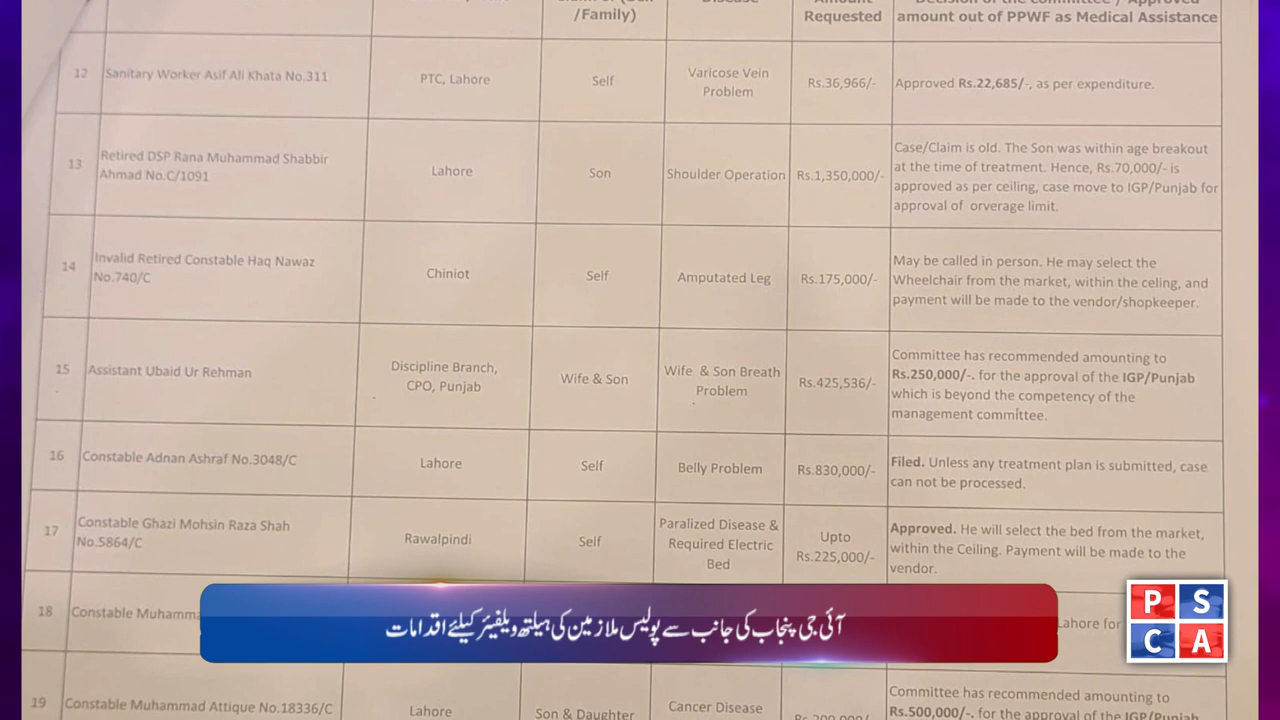 /Family)
Requested
amount out of PPWF as Medical Assistance
12
Sanitary Worker Asif Ali Khata No.311
PTC, Lahore
Self
Varicose Vein
Problem
Rs.36,966/-
Approved Rs.22,685/-, as per expenditure.
13
Retired DSP Rana Muhammad Shabbir
Ahmad No.C/1091
Lahore
Son
Shoulder Operation
Rs.1,350,000/-
Case/Claim is old. The Son was within age breakout
at the time of treatment. Hence, Rs.70,000/- is
approved as per ceiling, case move to IGP/Punjab for
approval of orverage limit.
14
Invalid Retired Constable Haq Nawaz
No.740/C
Chiniot
Self
Amputated Leg
Rs.175,000/-
May be called in person. He may select the
Wheelchair from the market, within the celing, and
payment will be made to the vendor/shopkeeper.
15
Assistant Ubaid Ur Rehman
Discipline Branch,
CPO, Punjab
Wife & Son
Wife & Son Breath
Problem
Rs.425,536/-
Committee has recommended amounting to
Rs.250,000/-. for the approval of the IGP/Punjab
which is beyond the competency of the
management committee.
16
Constable Adnan Ashraf No.3048/C
Lahore
Self
Belly Problem
Rs.830,000/-
Filed. Unless any treatment plan is submitted, case
can not be processed.
17
Constable Ghazi Mohsin Raza Shah
No.5864/C
Rawalpindi
Self
Paralized Disease &
Required Electric
Bed
Upto
Rs.225,000/-
Approved. He will select the bed from the market,
within the Ceiling. Payment will be made to the
vendor.
18
Constable
Lahore for
آئی جی پنجاب کی جانب سے پولیس ملازمین کی ہیلتھ ویلفیئر کیلئے اقدامات
P S
C A
19
Constable Muhammad Attique No.18336/C
Lahore
Son & Daughter
Cancer Disease
Committee has recommended amounting to
Rs.500,000/-. for the approval of the IGP/Punjab